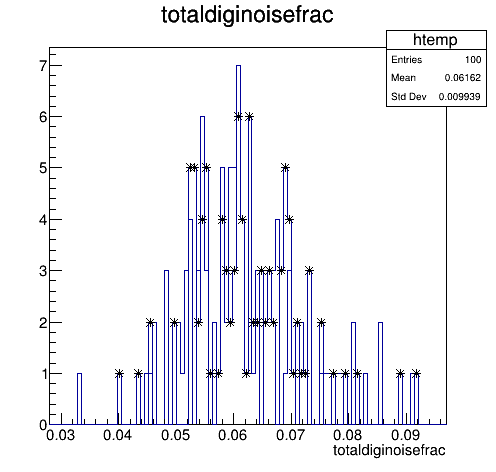 totaldiginoisefrac
htemp
Entries 100
Mean 0.06162
Std Dev 0.009939
7
6
5
4
3
2
1
0
0.03 0.04 0.05 0.06 0.07 0.08 0.09
totaldiginoisefrac